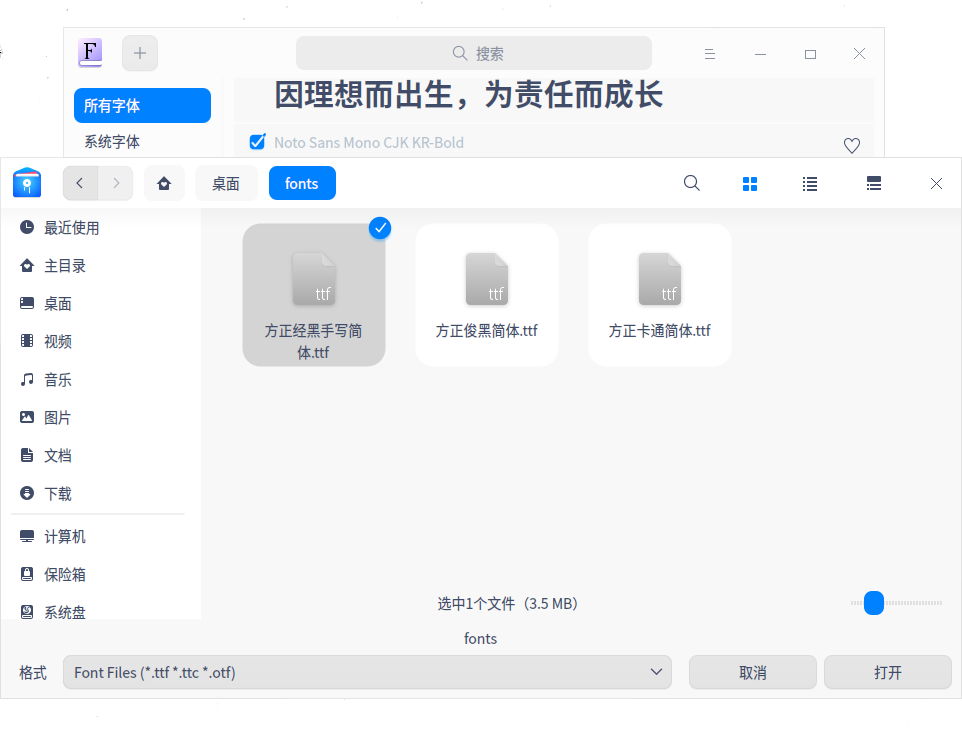 F
搜索
所有字体
系统字体
因理想而出生，为责任而成长
Noto Sans Mono CJK KR-Bold
桌面
fonts
最近使用
主目录
桌面
视频
音乐
图片
文档
下载
计算机
保险箱
系统盘
ttf
方正经黑手写简
体.ttf
ttf
方正俊黑简体.ttf
ttf
方正卡通简体.ttf
选中1个文件（3.5 MB）
fonts
格式
Font Files (*.ttf *.ttc *.otf)
取消
打开